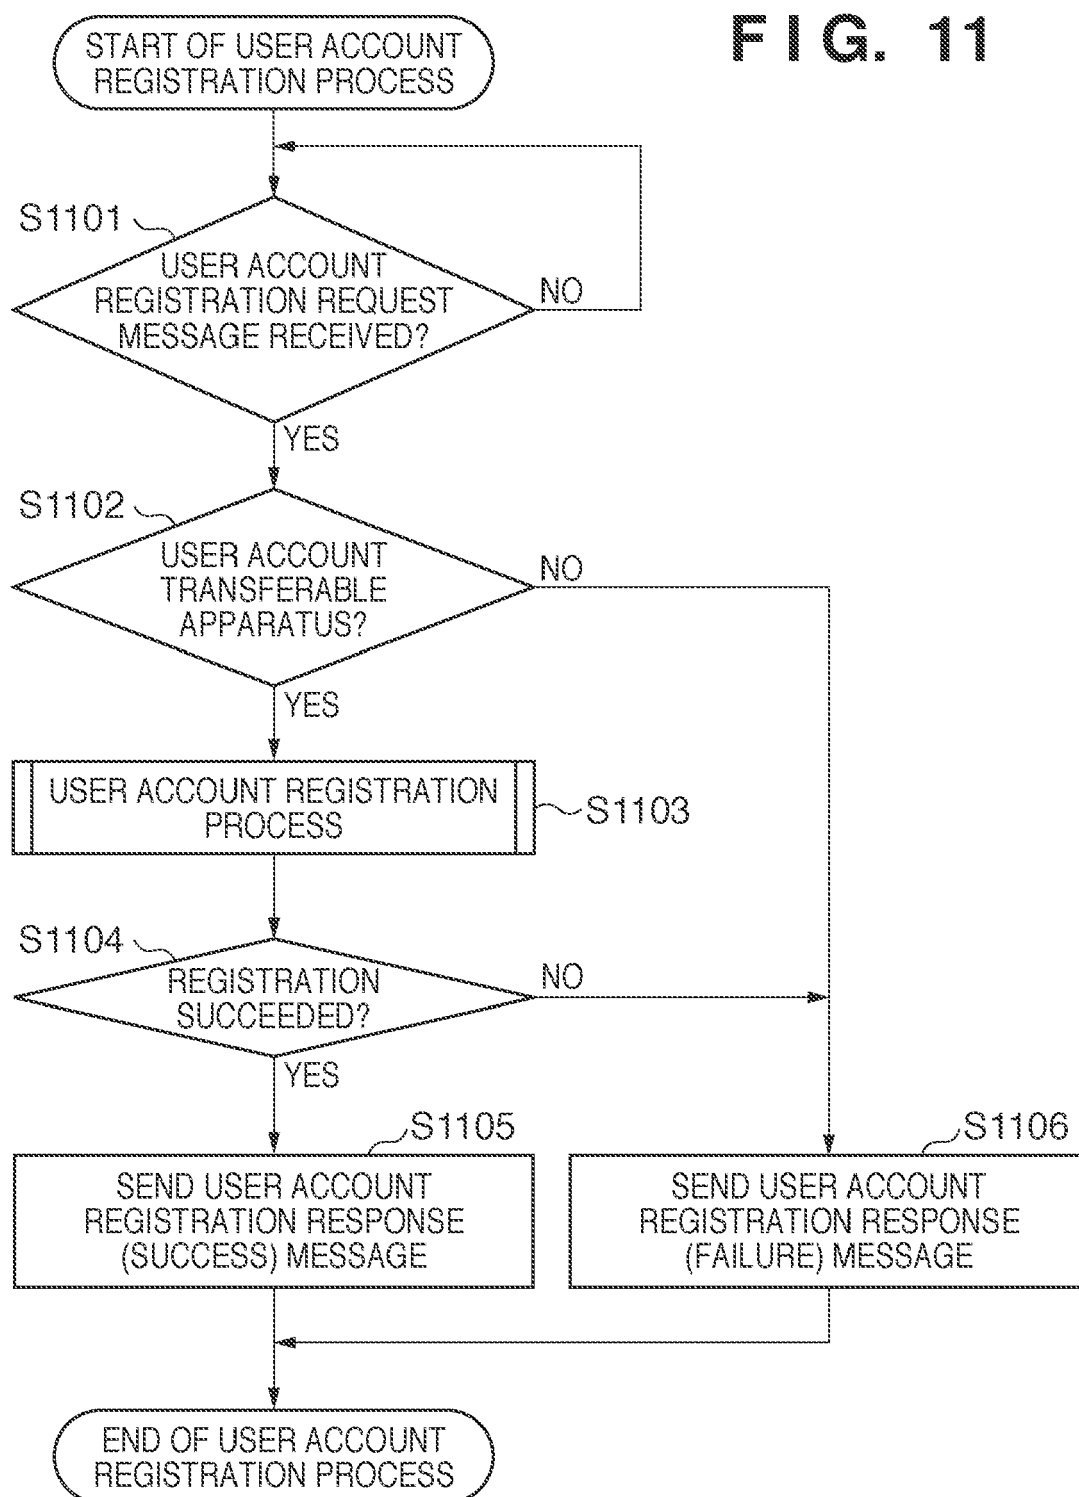 FIG. 11
START OF USER ACCOUNT
REGISTRATION PROCESS
S1101
USER ACCOUNT
REGISTRATION REQUEST
MESSAGE RECEIVED?
NO
YES
S1102
USER ACCOUNT
TRANSFERABLE
APPARATUS?
NO
YES
USER ACCOUNT REGISTRATION
PROCESS
S1103
S1104
REGISTRATION
SUCCEEDED?
NO
YES
S1105
SEND USER ACCOUNT
REGISTRATION RESPONSE
(SUCCESS) MESSAGE
S1106
SEND USER ACCOUNT
REGISTRATION RESPONSE
(FAILURE) MESSAGE
END OF USER ACCOUNT
REGISTRATION PROCESS